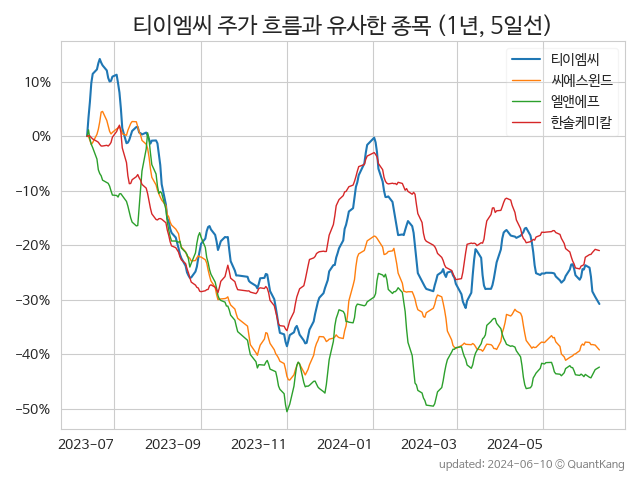 티이엠씨 주가 흐름과 유사한 종목 (1년, 5일선)
티이엠씨
씨에스윈드
엘앤에프
한솔케미칼
10%
0%
−10%
−20%
−30%
−40%
−50%
2023-07 2023-09 2023-11 2024-01 2024-03 2024-05
updated: 2024-06-10 © QuantKang